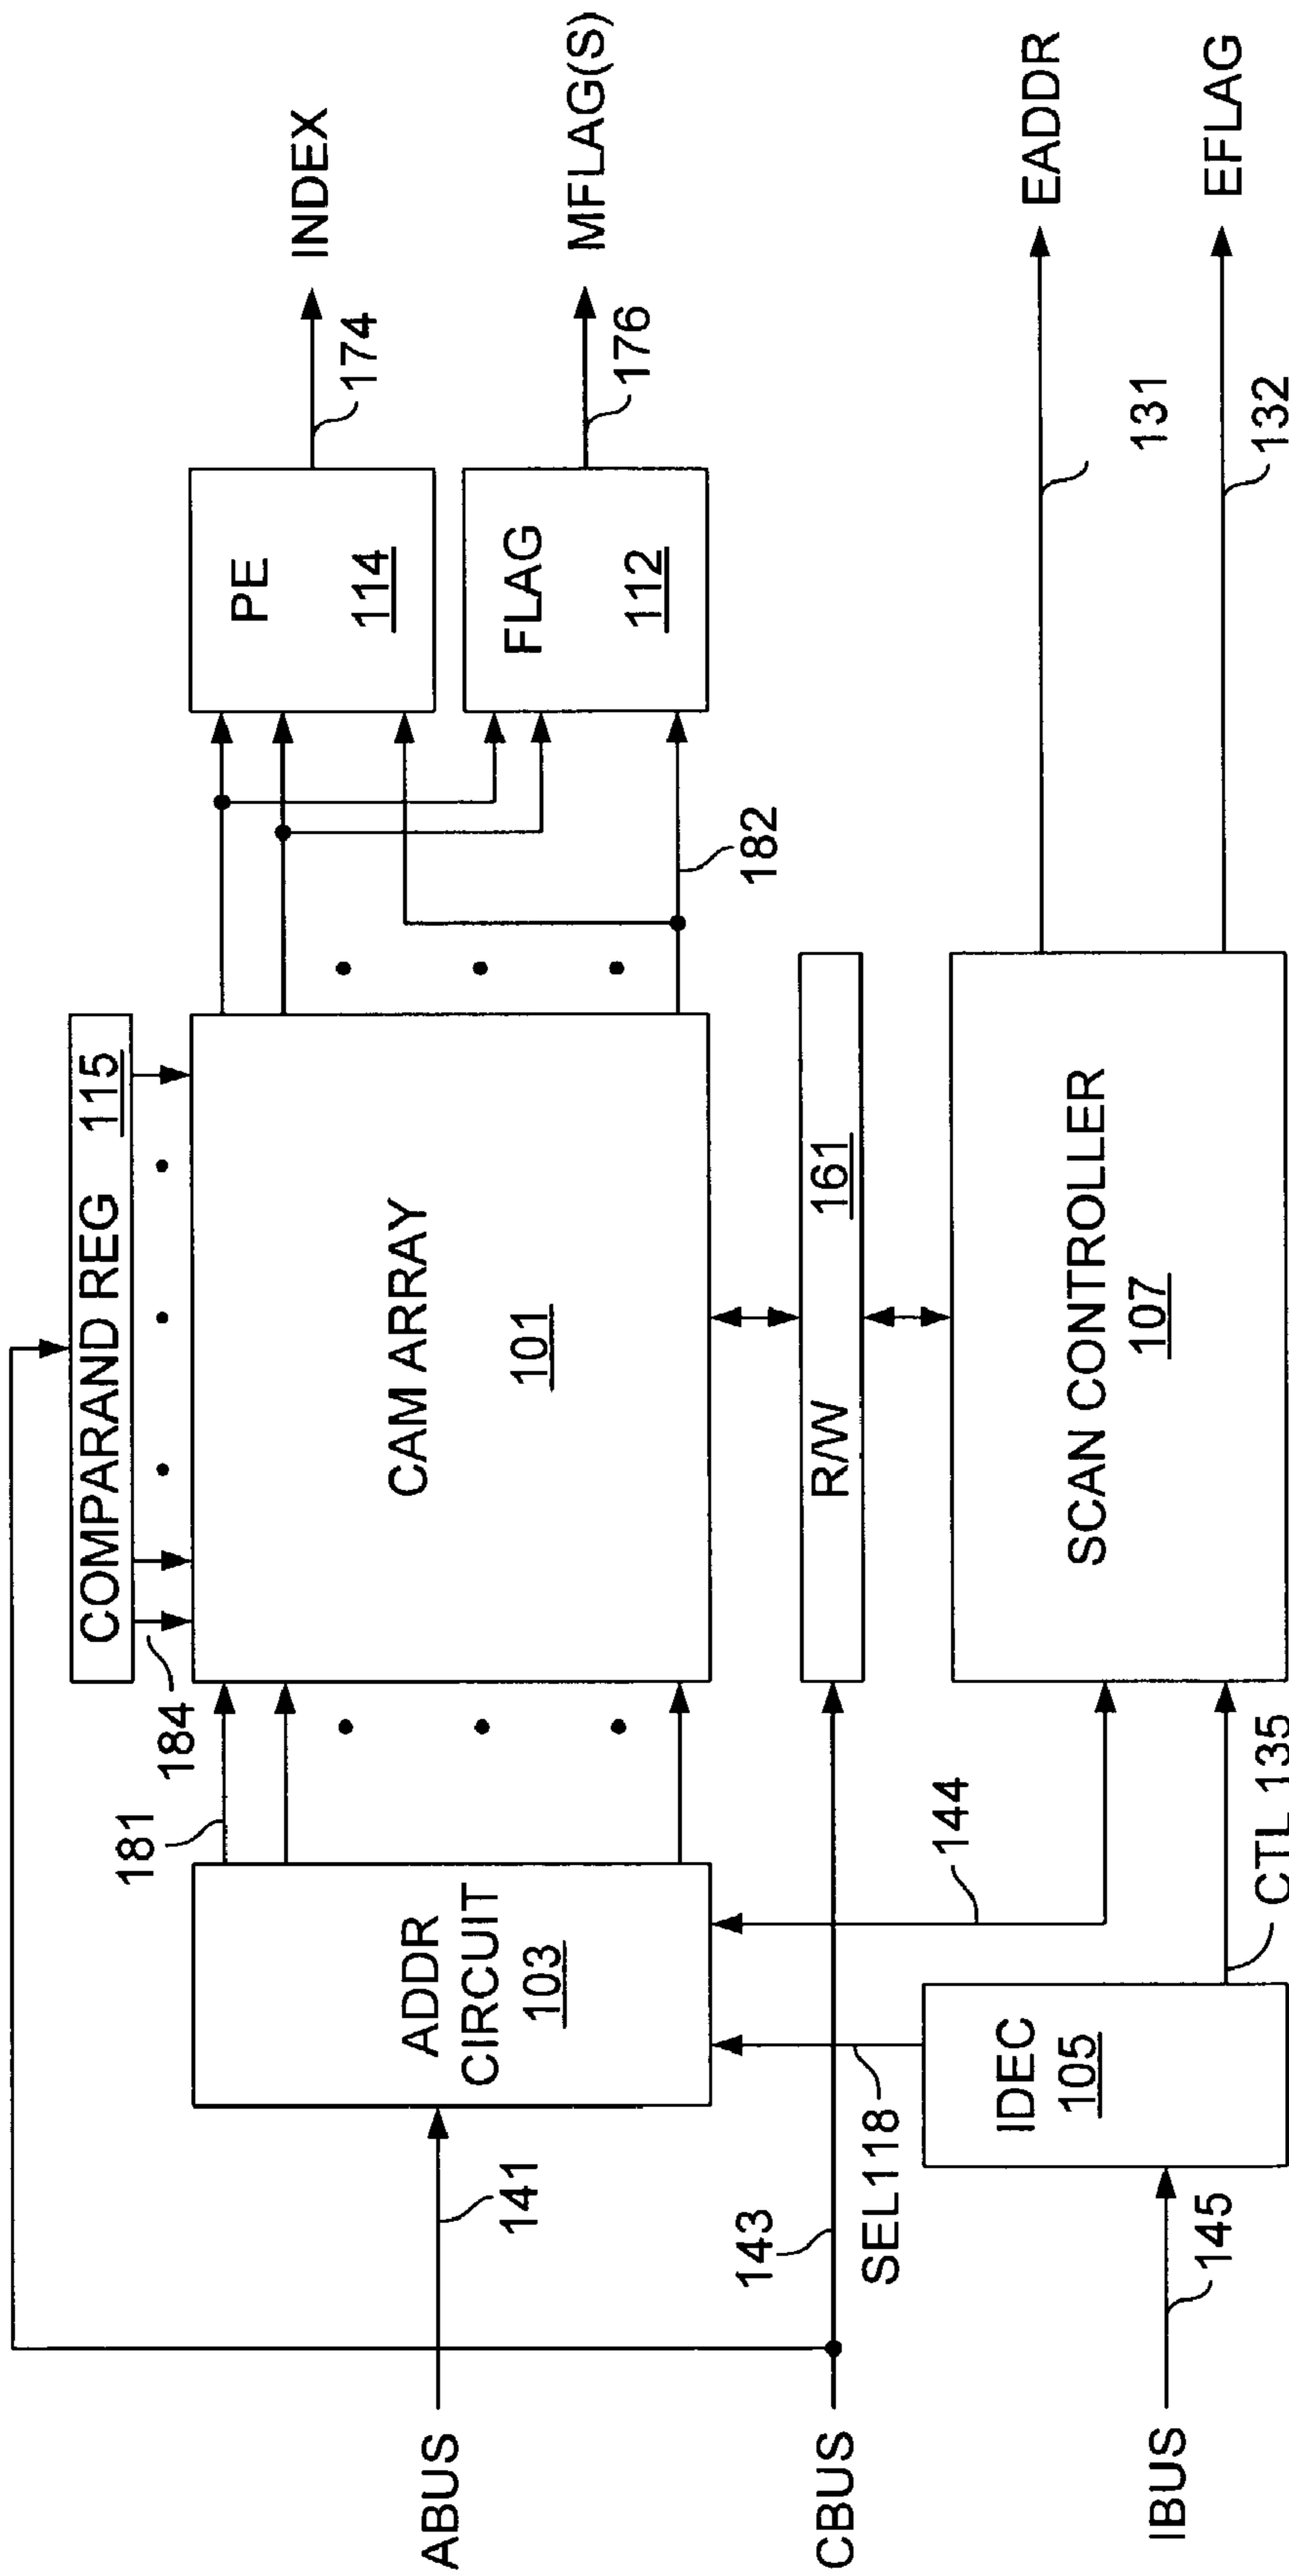 COMPARAND REG 115
184
181
ABUS
141
ADDR
CIRCUIT
103
CAM ARRAY
101
PE
114
174
INDEX
FLAG
112
176
MFLAG(S)
182
CBUS
143
R/W 161
SEL118
144
IBUS
145
IDEC
105
CTL 135
SCAN CONTROLLER
107
131
EADDR
132
EFLAG